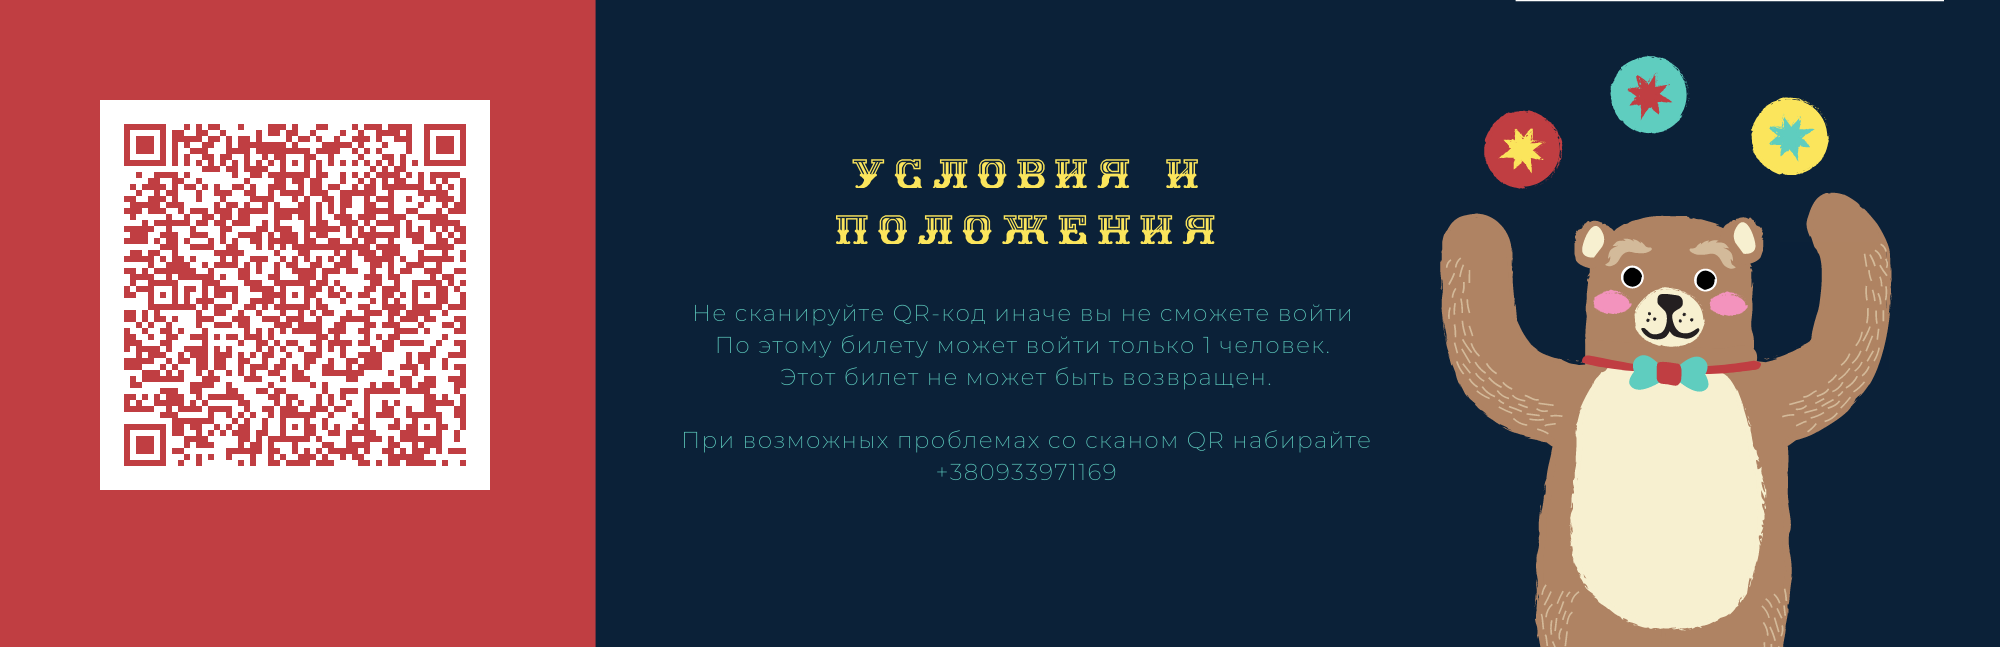 УСЛОВИЯ И
ПОЛОЖЕНИЯ
Не сканируйте QR-код иначе вы не сможете войти
По этому билету может войти только 1 человек.
Этот билет не может быть возвращен.
При возможных проблемах со сканом QR набирайте
+380933971169